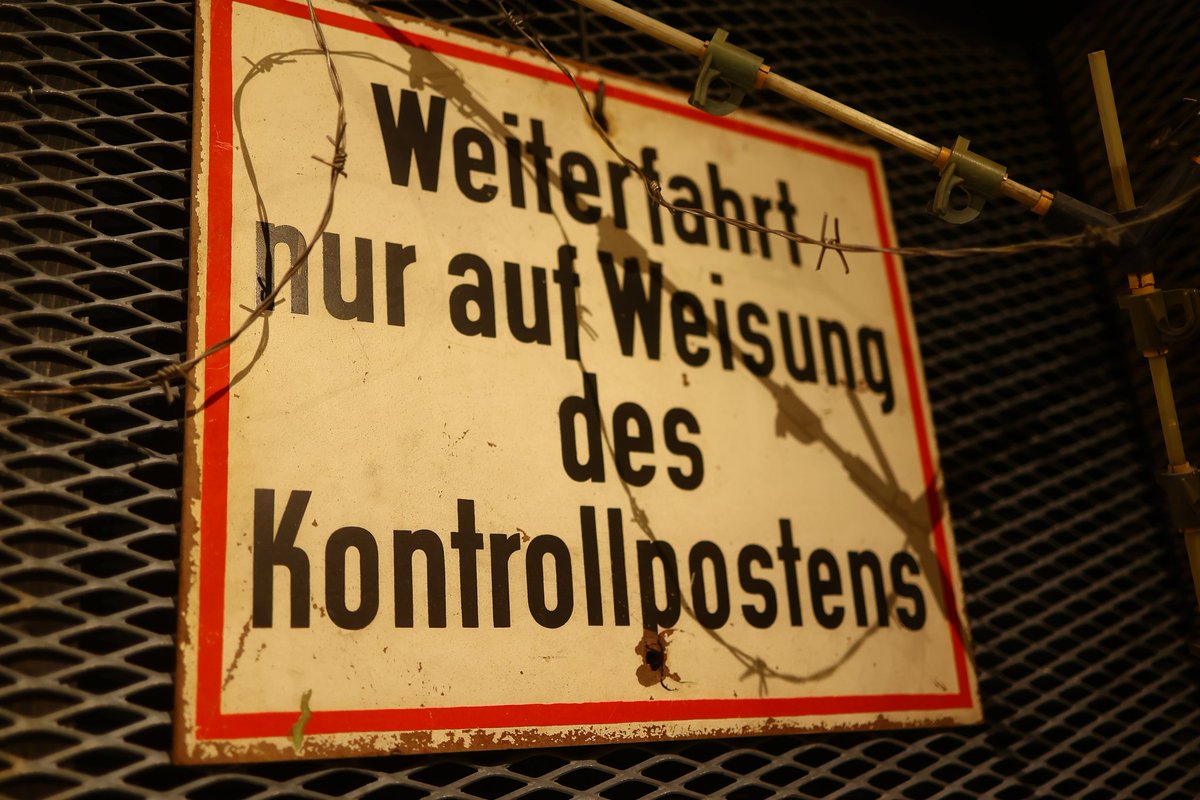 Weiterfahrt
nur auf Weisung
des
Kontrollpostens